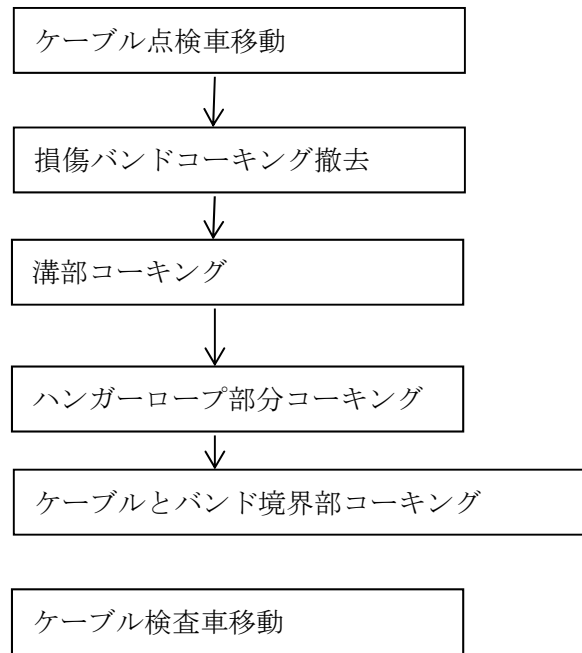 ケーブル点検車移動
損傷バンドコーキング撤去
溝部コーキング
ハンガーロープ部分コーキング
ケーブルとバンド境界部コーキング
ケーブル検査車移動